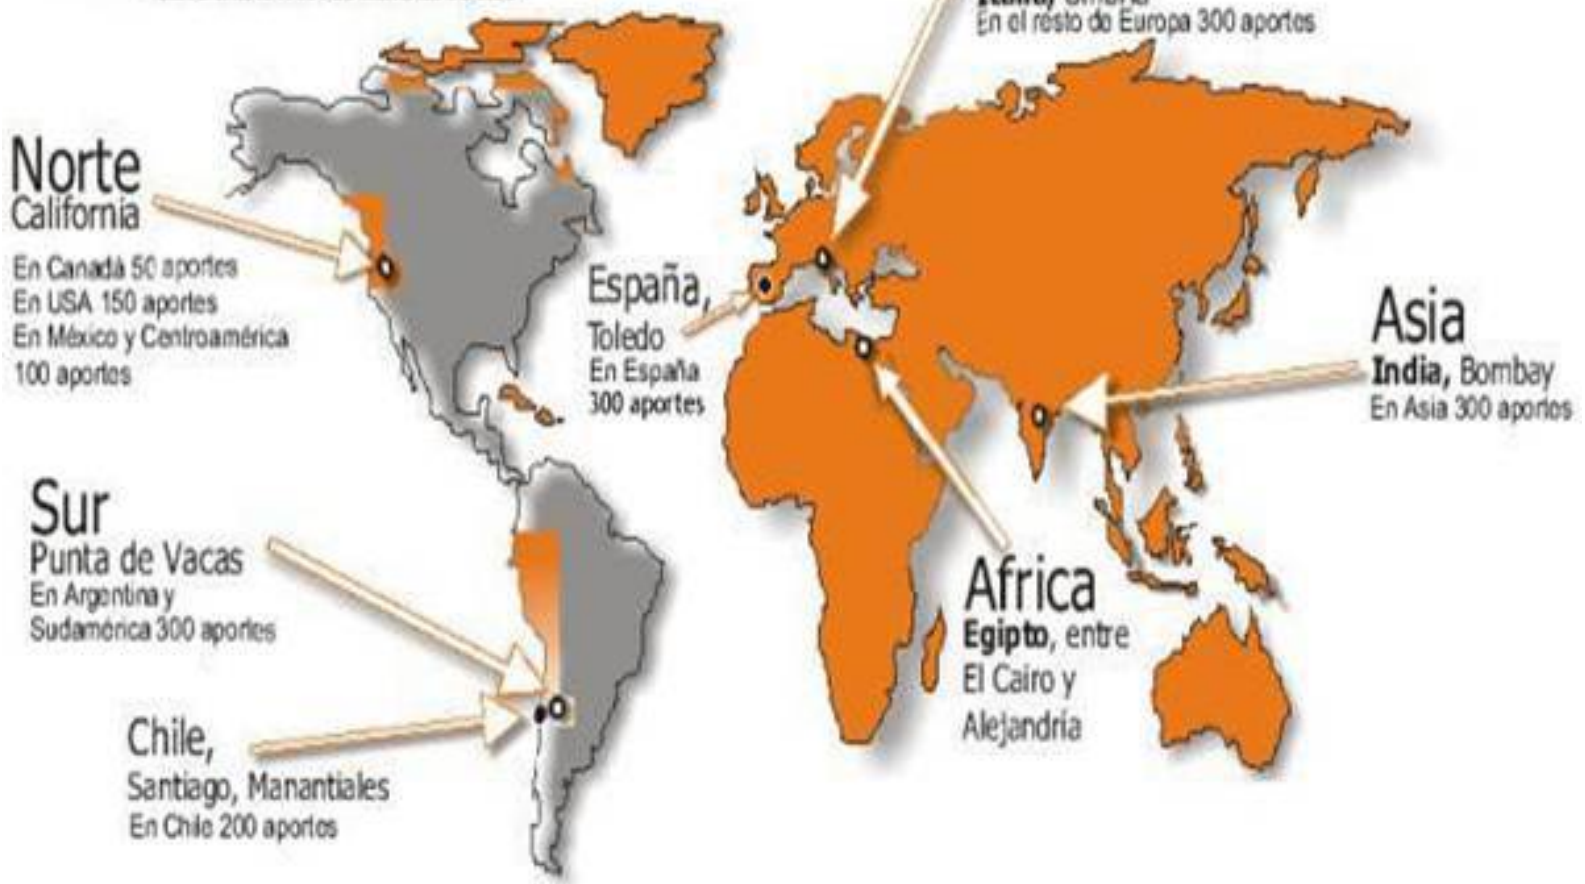 En el resto de Europa 300 aportes
Norte
California
En Canadá 50 aportes
En USA 150 aportes
En México y Centroamérica
100 aportes
España,
Toledo
En España
300 aportes
Asia
India, Bombay
En Asia 300 aportes
Sur
Punta de Vacas
En Argentina y
Sudamérica 300 aportes
Africa
Egipto, entre
El Cairo y
Alejandría
Chile,
Santiago, Manantiales
En Chile 200 aportes